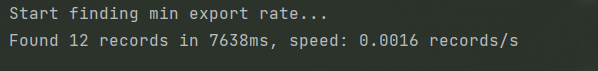 Start finding min export rate...
Found 12 records in 7638ms, speed: 0.0016 records/s